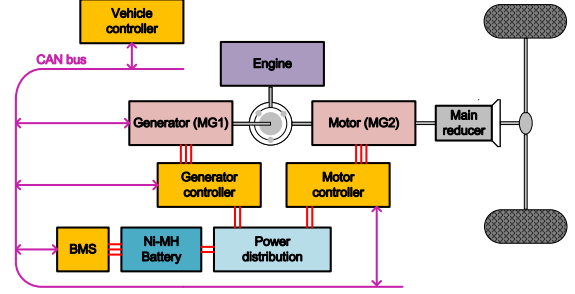 Vehicle
controller
CAN bus
Engine
Generator (MG1)
Motor (MG2)
Main
reducer
Generator
controller
Motor
controller
BMS
Ni-MH
Battery
Power
distribution